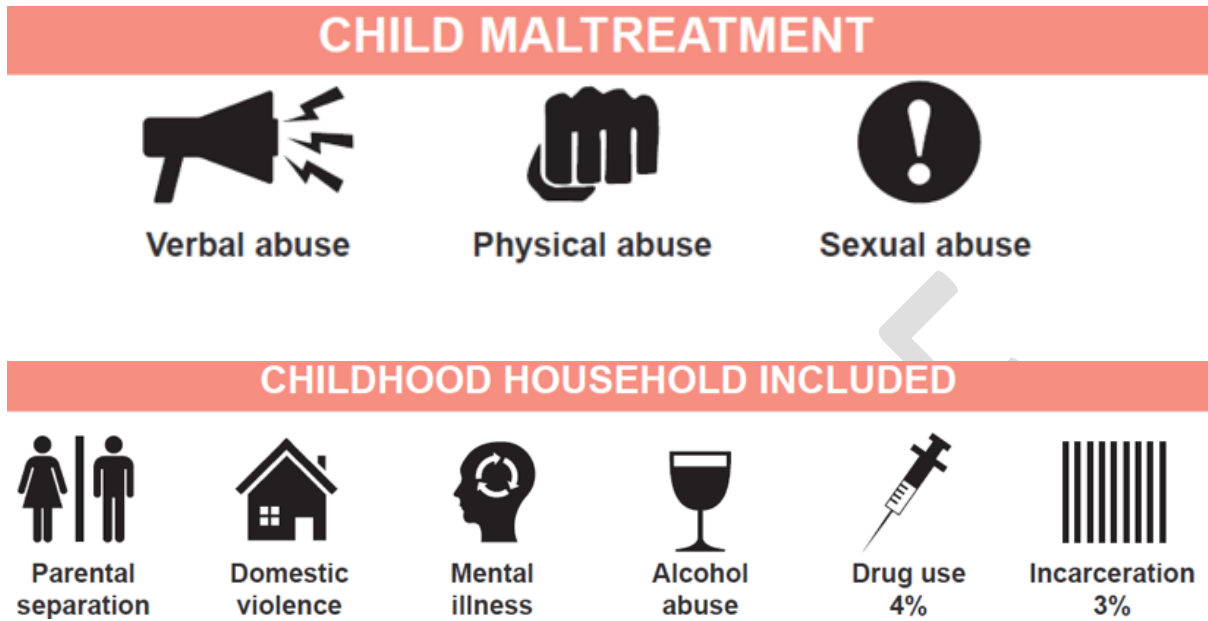 CHILD MALTREATMENT
Verbal abuse
Physical abuse
Sexual abuse
CHILDHOOD HOUSEHOLD INCLUDED
Parental
separation
Domestic
violence
Mental
illness
Alcohol
abuse
Drug use
4%
Incarceration
3%